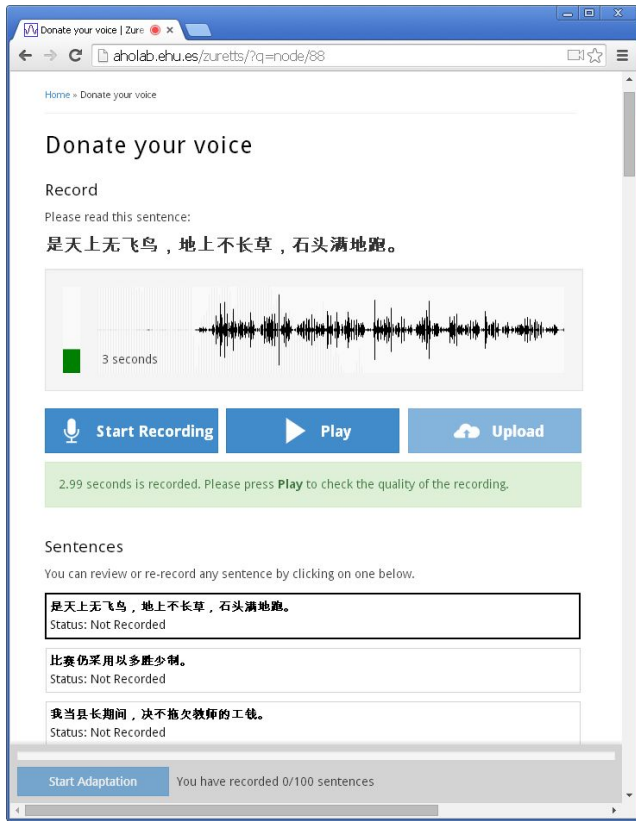 Donate your voice | Zure
aholab.ehu.es/zuretts/?q=node/88
Home » Donate your voice
Donate your voice
Record
Please read this sentence:
是天上无飞鸟，地上不长草，石头满地跑。
3 seconds
Start Recording
Play
Upload
2.99 seconds is recorded. Please press Play to check the quality of the recording.
Sentences
You can review or re-record any sentence by clicking on one below.
是天上无飞鸟，地上不长草，石头满地跑。
Status: Not Recorded
比赛仍采用以多胜少制。
Status: Not Recorded
我当县长期间，决不拖欠教师的工钱。
Status: Not Recorded
Start Adaptation
You have recorded 0/100 sentences